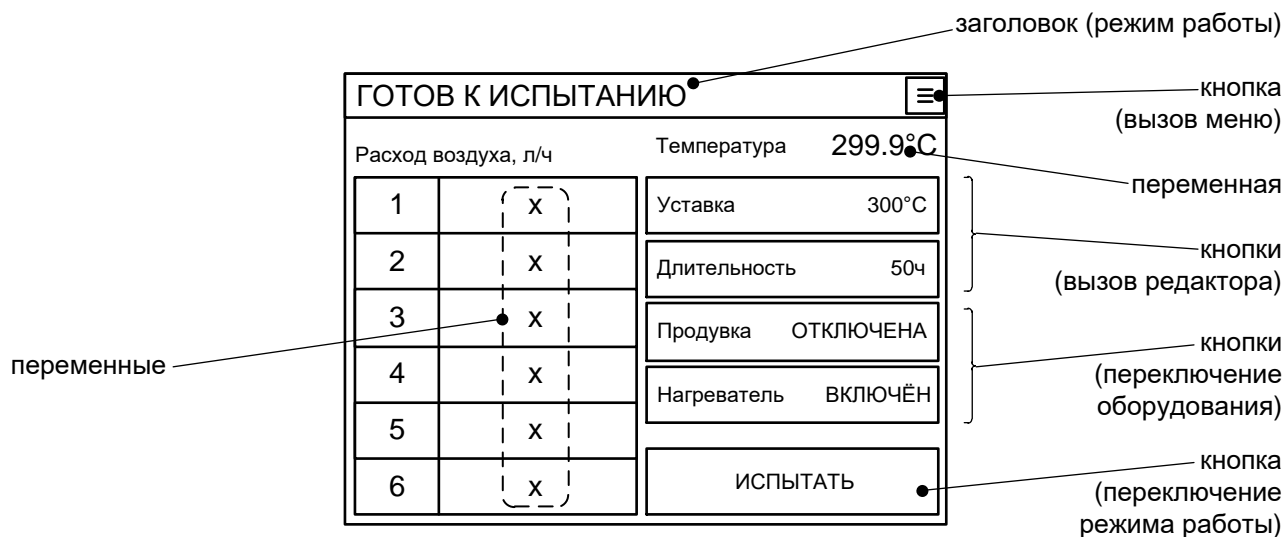 заголовок (режим работы)
ГОТОВ К ИСПЫТАНИЮ
≡
кнопка
(вызов меню)
Расход воздуха, л/ч
Температура 299.9°C
переменная
1 x
2 x
3 x
4 x
5 x
6 x
переменные
Уставка 300°C
Длительность 50ч
кнопки
(вызов редактора)
Продувка ОТКЛЮЧЕНА
Нагреватель ВКЛЮЧЁН
кнопки
(переключение
оборудования)
ИСПЫТАТЬ
кнопка
(переключение
режима работы)